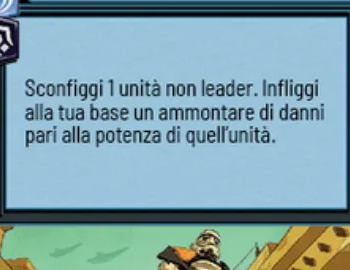 Sconfiggi 1 unità non leader. Infliggi
alla tua base un ammontare di danni
pari alla potenza di quell'unità.